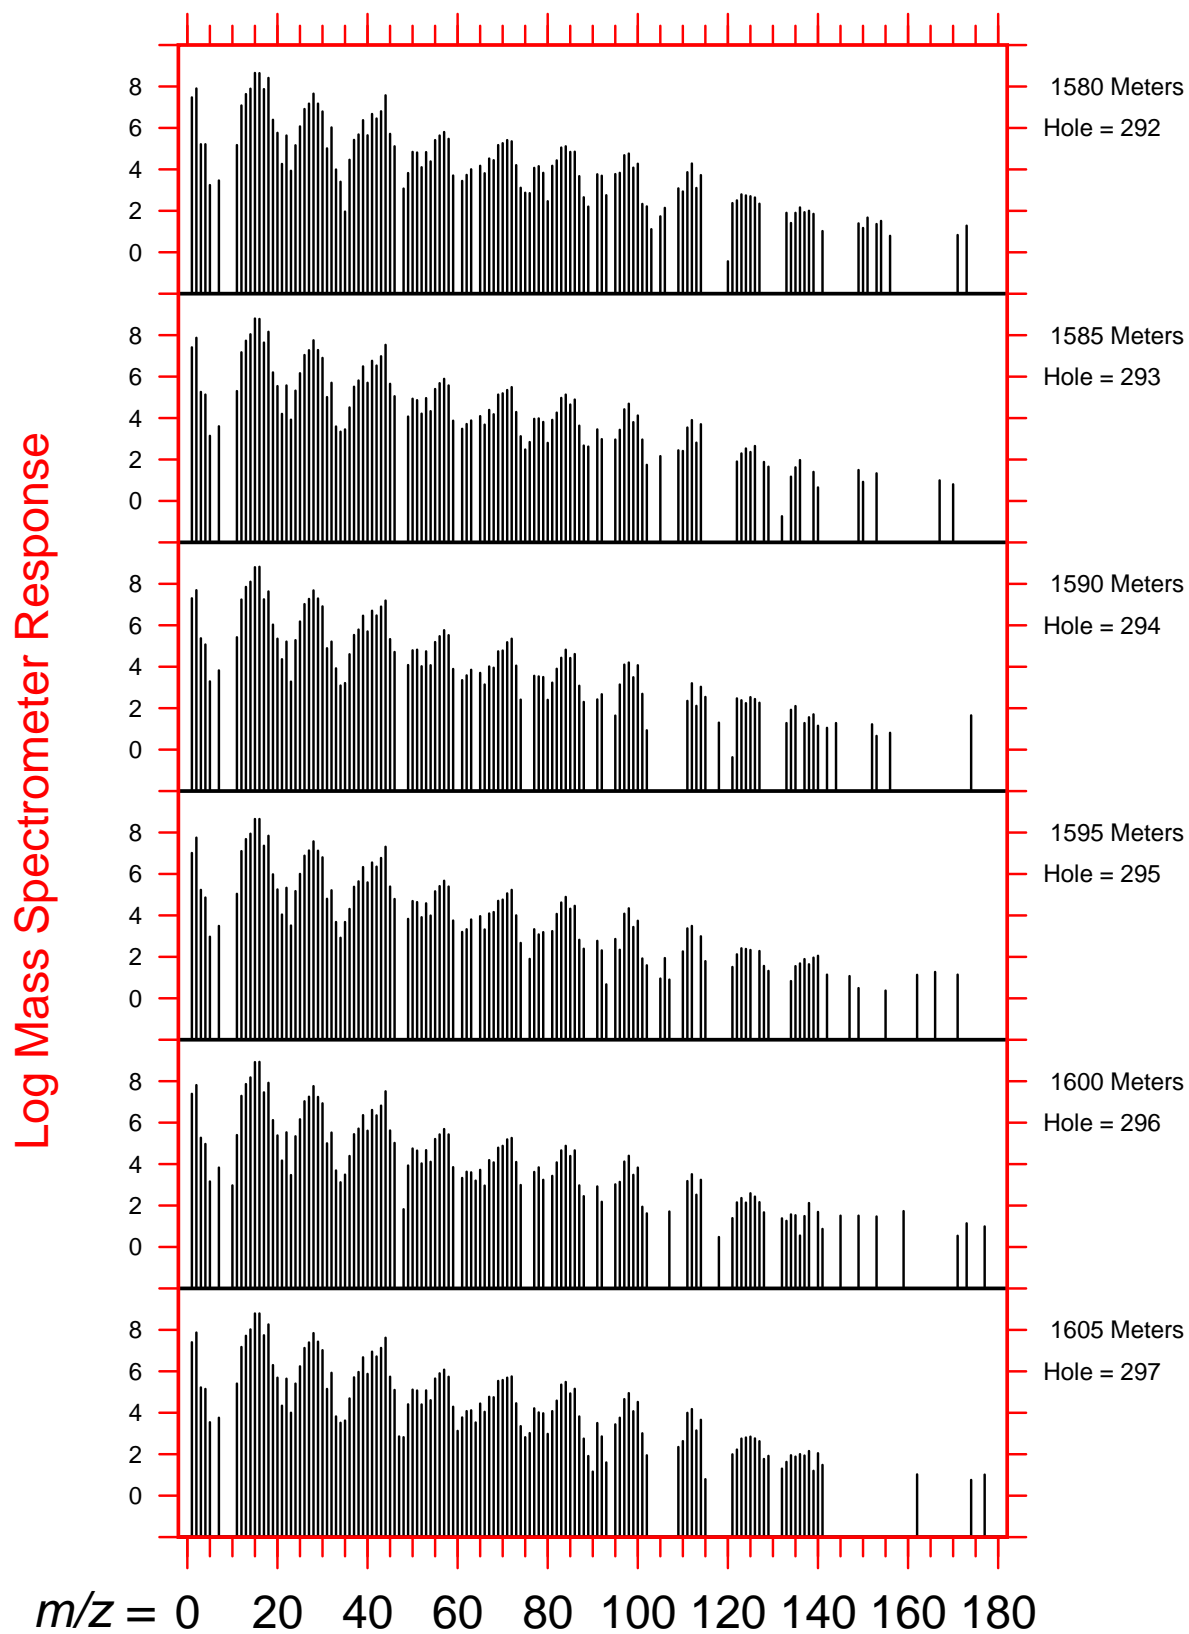 8
6
4
2
0
1580 Meters
Hole = 292
8
6
4
2
0
1585 Meters
Hole = 293
8
6
4
2
0
1590 Meters
Hole = 294
8
6
4
2
0
1595 Meters
Hole = 295
8
6
4
2
0
1600 Meters
Hole = 296
8
6
4
2
0
1605 Meters
Hole = 297
Log Mass Spectrometer Response
m/z = 0 20 40 60 80 100 120 140 160 180